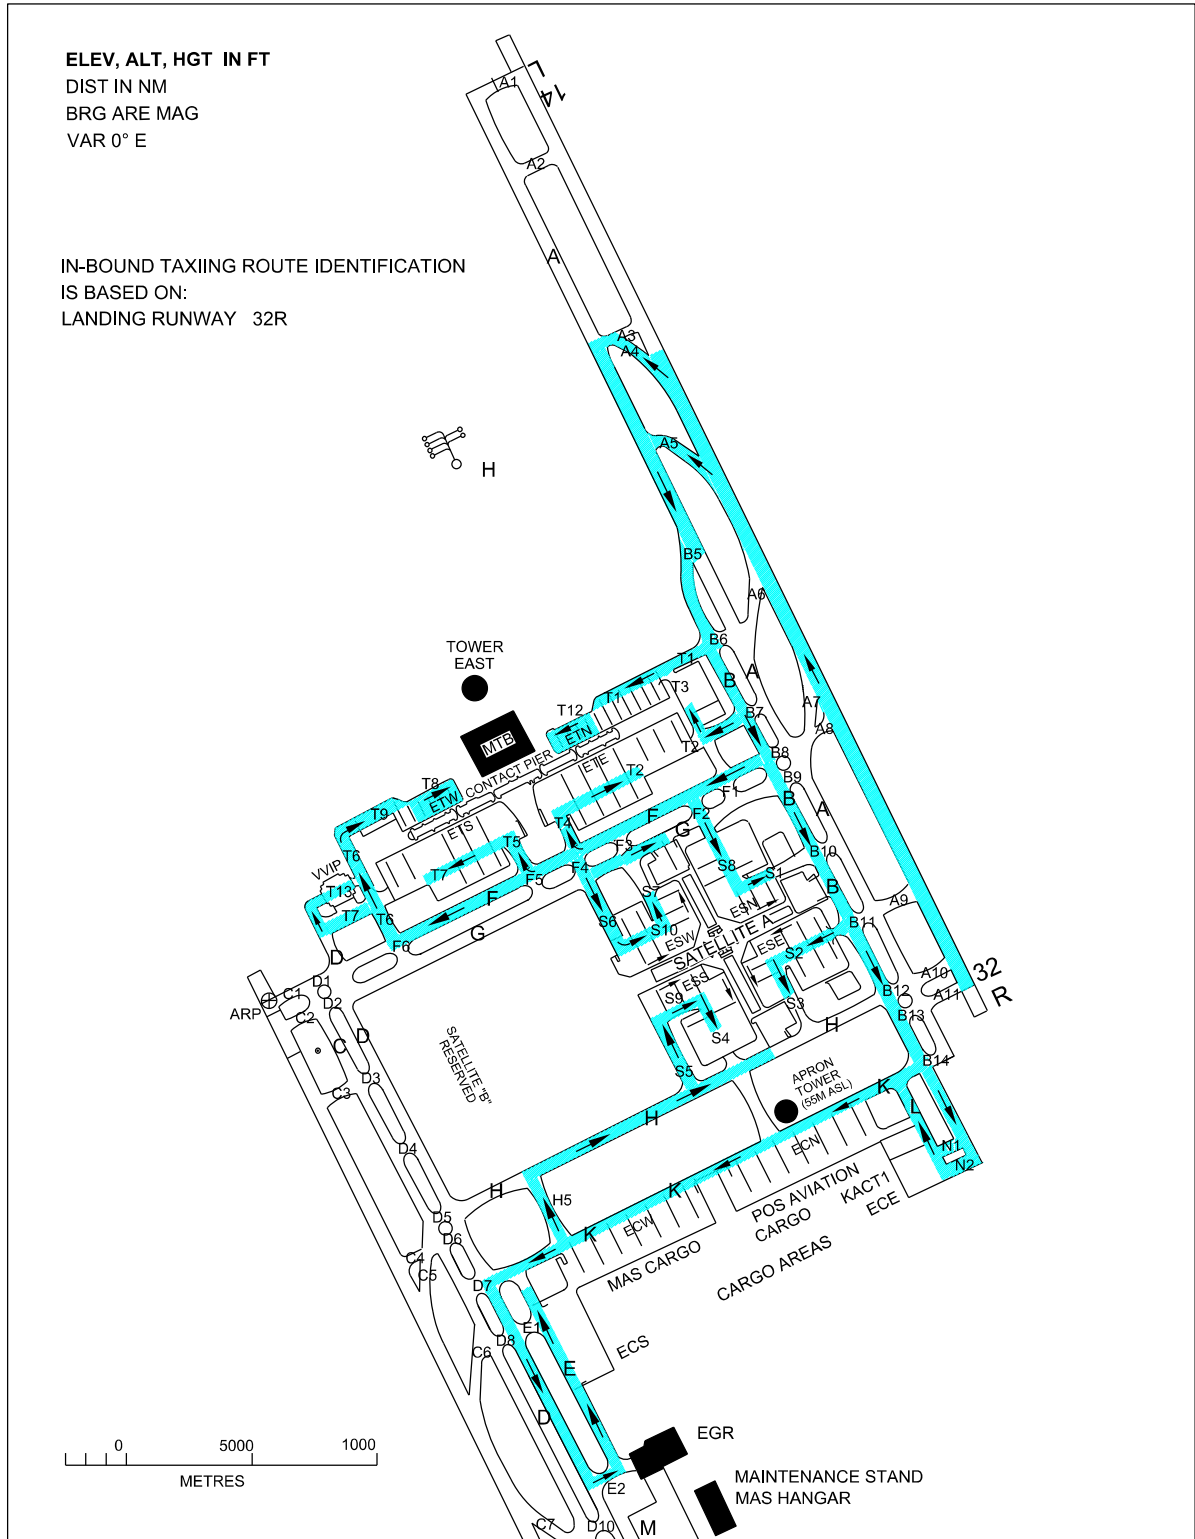 ELEV, ALT, HGT IN FT
DIST IN NM
BRG ARE MAG
VAR 0° E
IN-BOUND TAXIING ROUTE IDENTIFICATION
IS BASED ON:
LANDING RUNWAY 32R
14
L
A1
A2
A
A3
A4
A5
H
B5
A6
B6
TOWER
EAST
T1
B
A
T3
T1
T12
ETN
A7
B7
A8
T2
MTB
CONTACT PIER
ETE
T2
B8
B9
T8
ETW
ETS
T9
F1
B
A
F
F2
T4
G
T5
F3
B10
T6
VVIP
F4
S8
S1
T7
F5
B
T13
S7
ESN
A9
F
T7
T6
S6
S10
ESW
SATELLITE A
B11
G
F6
ESE
S2
D
32
R
A10
A11
ARP
C1
D1
D2
C2
ESS
S9
S3
B12
B13
H
C
D
S4
SATELLITE "B"
RESERVED
B14
D3
C3
S5
APRON
TOWER
(55M ASL)
K
L
H
D4
ECN
N1
N2
H
H5
K
POS AVIATION
CARGO
KACT1
ECE
D5
D6
K
ECW
C4
C5
MAS CARGO
CARGO AREAS
D7
E1
D8
C6
ECS
E
D
EGR
0
5000
1000
METRES
MAINTENANCE STAND
MAS HANGAR
E2
C7
D10
M